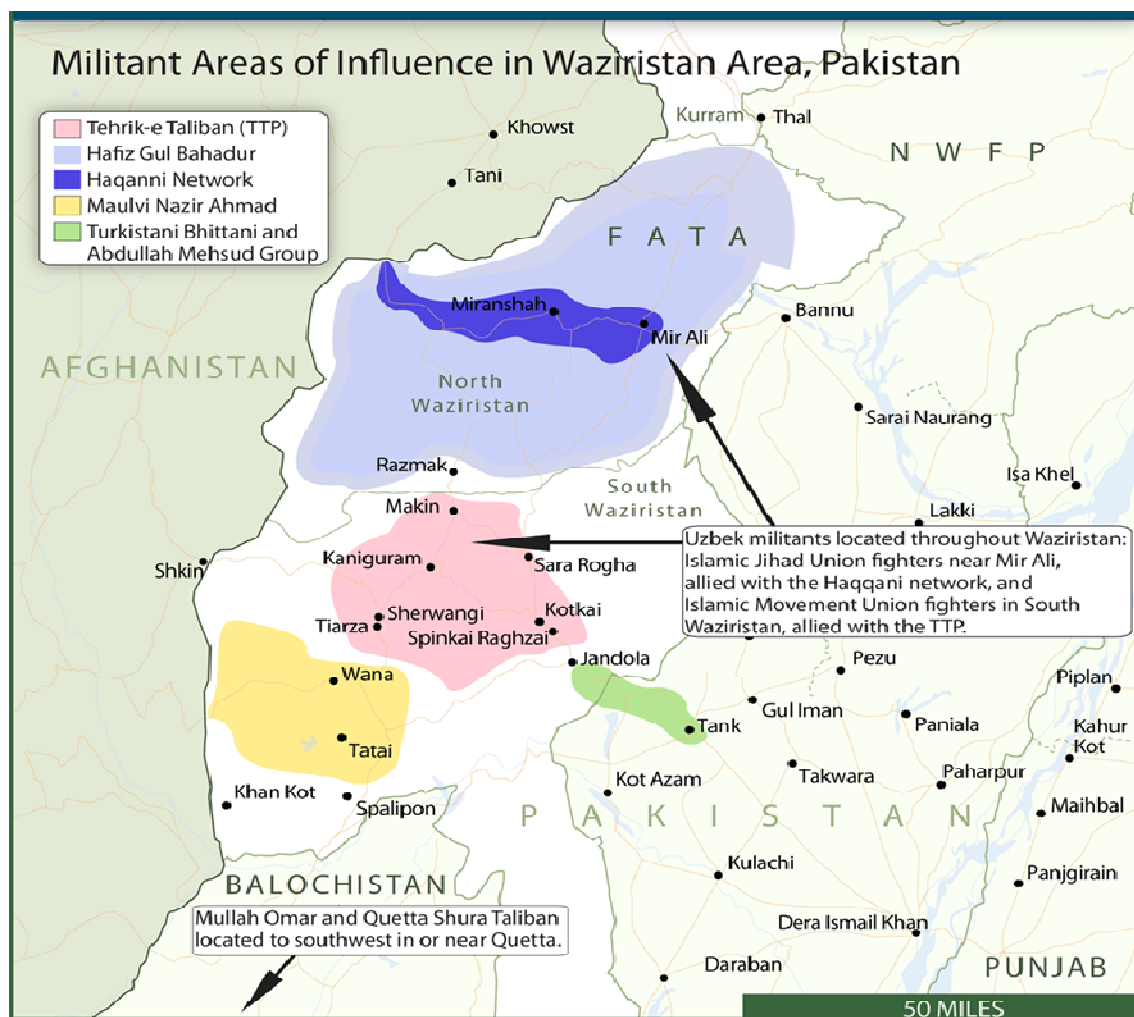 Militant Areas of Influence in Waziristan Area, Pakistan
Tehrik-e Taliban (TTP)
Hafiz Gul Bahadur
Haqanni Network
Maulvi Nazir Ahmad
Turkistani Bhittani and
Abdullah Mehsud Group
Kurram
Thal
Khowst
N W F P
Tani
F A T A
Miranshah
Bannu
Mir Ali
AFGHANISTAN
North
Waziristan
Sarai Naurang
Razmak
Isa Khel
South
Waziristan
Makin
Lakki
Uzbek militants located throughout Waziristan:
Islamic Jihad Union fighters near Mir Ali,
allied with the Haqqani network, and
Islamic Movement Union fighters in South
Waziristan, allied with the TTP.
Kaniguram
Sara Rogha
Shkin
Sherwangi
Kotkai
Tiarza
Spinkai Raghzai
Jandola
Pezu
Wana
Piplan
Gul Iman
Paniala
Tank
Kahur
Kot
Tatai
Takwara
Kot Azam
Paharpur
Khan Kot
Spalipon
Maihbal
P A K I S T A N
Kulachi
Panjgirain
BALOCHISTAN
Mullah Omar and Quetta Shura Taliban
located to southwest in or near Quetta.
Dera Ismail Khan
Daraban
PUNJAB
50 MILES